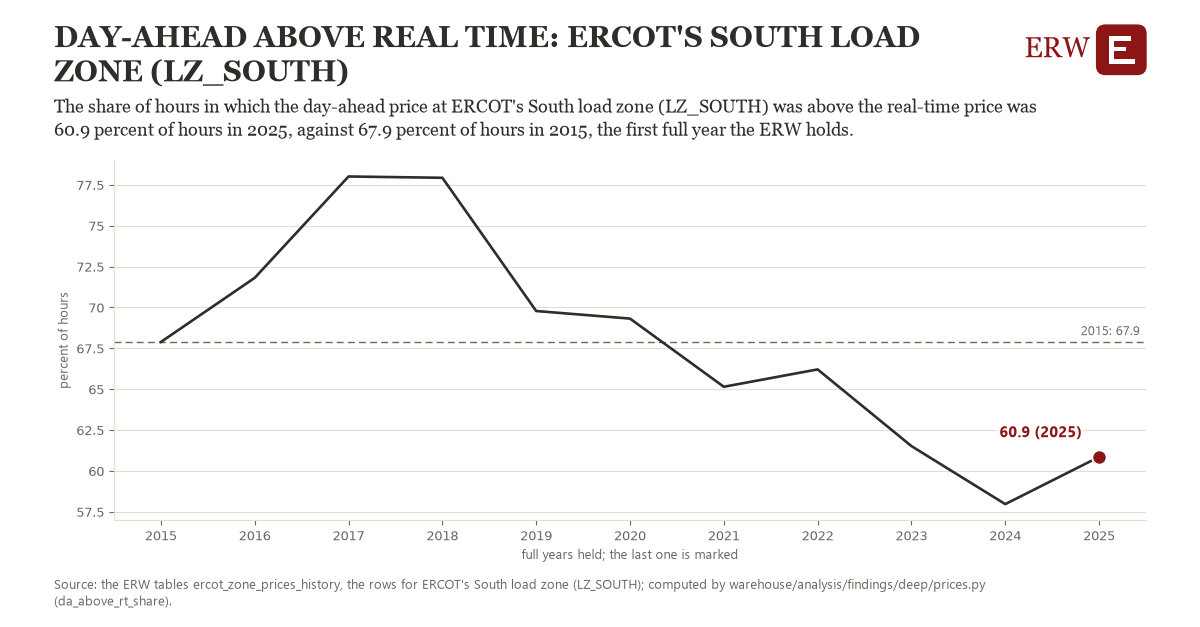 DAY-AHEAD ABOVE REAL TIME: ERCOT'S SOUTH LOAD
ZONE (LZ_SOUTH)
ERW E
The share of hours in which the day-ahead price at ERCOT's South load zone (LZ_SOUTH) was above the real-time price was
60.9 percent of hours in 2025, against 67.9 percent of hours in 2015, the first full year the ERW holds.
77.5
75
72.5
70
67.5
65
62.5
60
57.5
percent of hours
2015: 67.9
60.9 (2025)
2015 2016 2017 2018 2019 2020 2021 2022 2023 2024 2025
full years held; the last one is marked
Source: the ERW tables ercot_zone_prices_history, the rows for ERCOT's South load zone (LZ_SOUTH); computed by warehouse/analysis/findings/deep/prices.py
(da_above_rt_share).